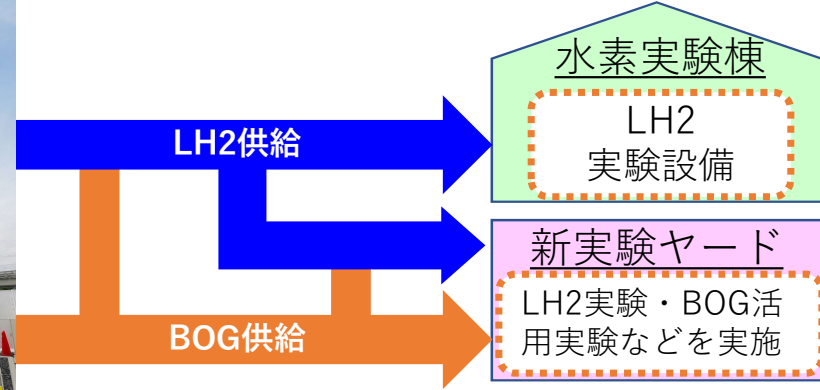 水素実験棟
LH2
実験設備
LH2供給
新実験ヤード
LH2実験・BOG活
用実験などを実施
BOG供給